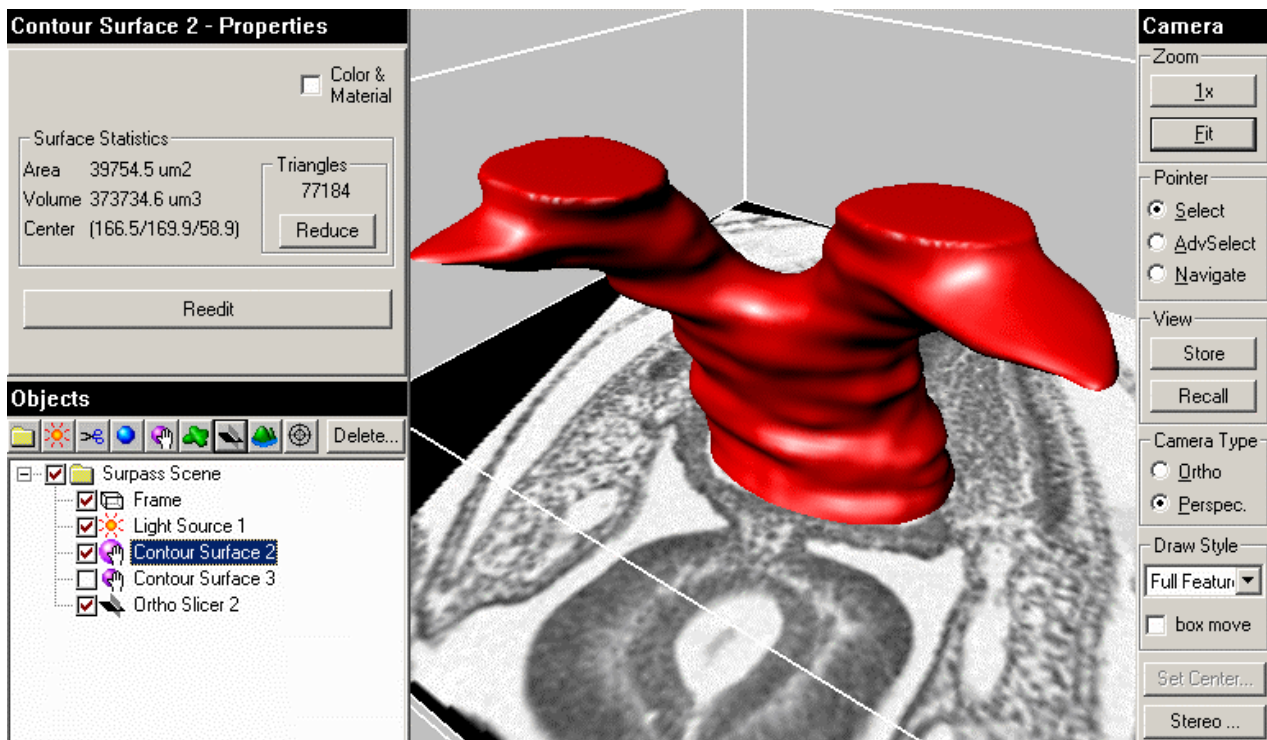 Contour Surface 2 - Properties
Color &
Material
Surface Statistics
Area 39754.5 um2
Volume 373734.6 um3
Center (166.5/169.9/58.9)
Triangles
77184
Reduce
Reedit
Objects
Delete...
Surpass Scene
Frame
Light Source 1
Contour Surface 2
Contour Surface 3
Ortho Slicer 2
Camera
Zoom
1x
Fit
Pointer
Select
AdvSelect
Navigate
View
Store
Recall
Camera Type
Ortho
Perspec.
Draw Style
Full Featur
box move
Set Center...
Stereo ...